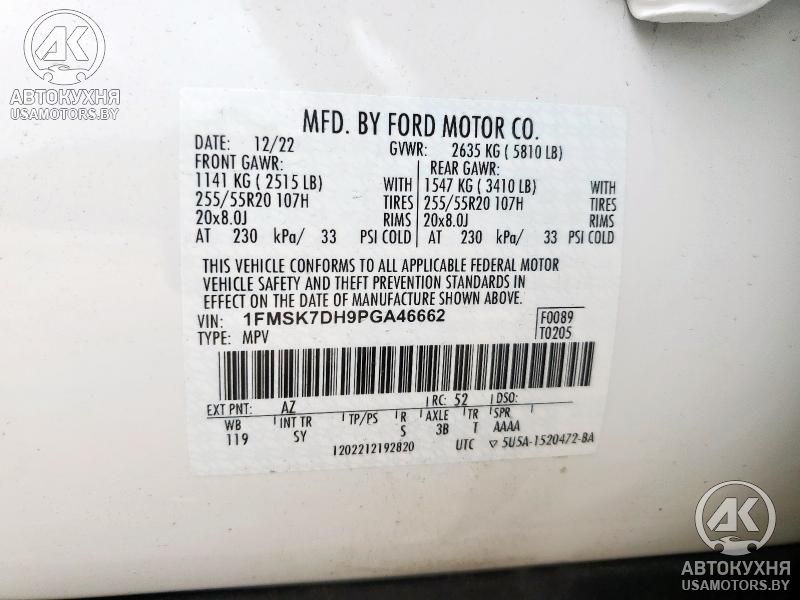 AK
АВТОКУХНЯ
USAMOTORS.BY
MFD. BY FORD MOTOR CO.
DATE: 12/22 GVWR: 2635 KG ( 5810 LB)
FRONT GAWR: REAR GAWR:
1141 KG ( 2515 LB) WITH 1547 KG ( 3410 LB) WITH
255/55R20 107H TIRES 255/55R20 107H TIRES
20x8.0J RIMS 20x8.0J RIMS
AT 230 kPa/ 33 PSI COLD AT 230 kPa/ 33 PSI COLD
THIS VEHICLE CONFORMS TO ALL APPLICABLE FEDERAL MOTOR
VEHICLE SAFETY AND THEFT PREVENTION STANDARDS IN
EFFECT ON THE DATE OF MANUFACTURE SHOWN ABOVE.
VIN: 1FMSK7DH9PGA46662 F0089
TYPE: MPV T0205
EXT PNT: AZ RC: 52 DSO:
WB INT TR TP/PS R AXLE TR SPR
119 SY S 3B T AAAA
1202212192820 UTC ▽ 5U5A-1520472-BA
AK
АВТОКУХНЯ
USAMOTORS.BY